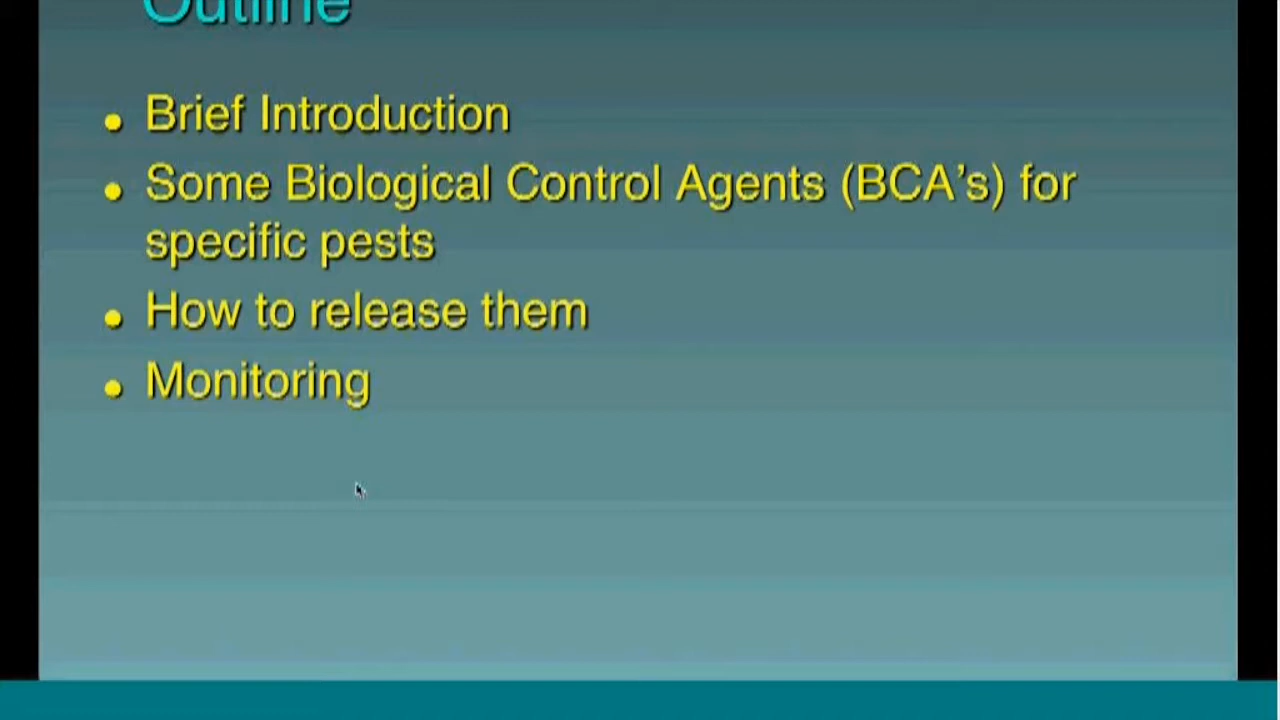 Outline
• Brief Introduction
• Some Biological Control Agents (BCA's) for
specific pests
• How to release them
• Monitoring